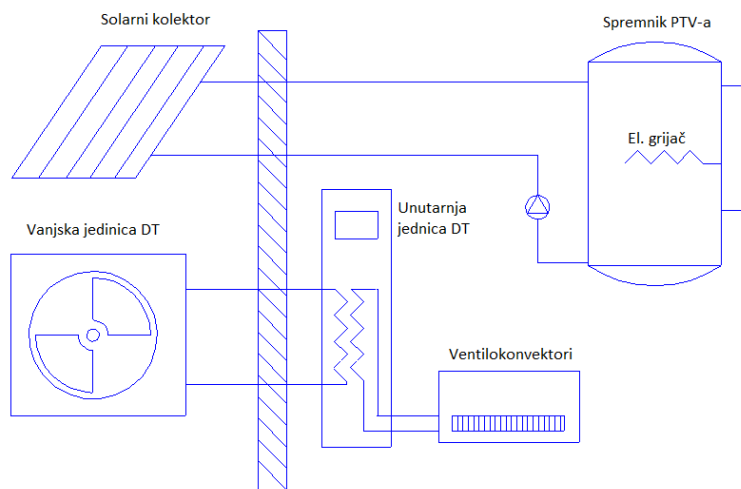 Solarni kolektor
Spremnik PTV-a
El. grijač
Unutarnja
jednica DT
Vanjska jedinica DT
Ventilokonvektori